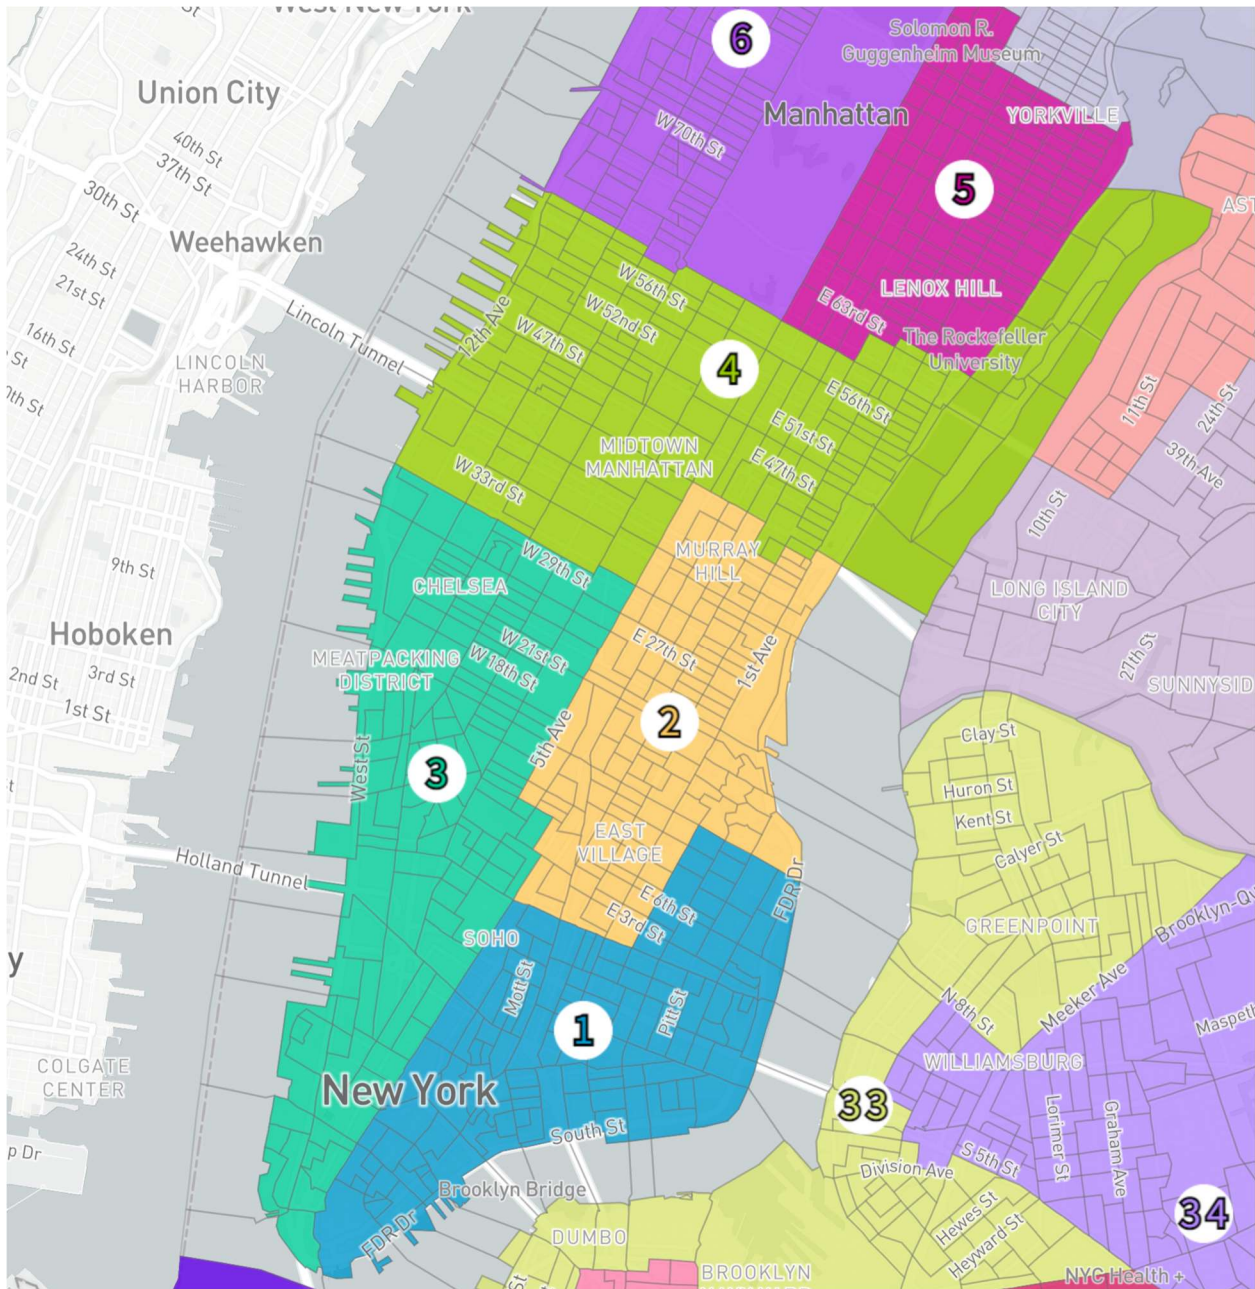 West New York
6
Solomon R.
Guggenheim Museum
Union City
Manhattan
YORKVILLE
W 70th St
40th St
37th St
30th St
5
AST
Weehawken
24th St
21st St
W 56th St
LENOX HILL
E 63rd St
W 52nd St
12th Ave
Lincoln Tunnel
16th St
W 47th St
The Rockefeller
University
LINCOLN
HARBOR
4
E 56th St
11th St
24th St
E 51st St
39th Ave
MIDTOWN
MANHATTAN
E 47th St
W 33rd St
10th St
MURRAY
HILL
W 29th St
9th St
CHELSEA
LONG ISLAND
CITY
Hoboken
W 21st St
E 27th St
1st Ave
21th St
MEATPACKING
DISTRICT
W 18th St
2nd St
3rd St
1st St
SUNNYSID
2
5th Ave
Clay St
3
West St
Huron St
Kent St
Calyer St
EAST
VILLAGE
Holland Tunnel
FDR Dr
E 6th St
E 3rd St
GREENPOINT
Brooklyn-Q
SOHO
y
Mott St
Pitt St
Meeker Ave
N 8th St
Maspeth
1
COLGATE
CENTER
New York
WILLIAMSBURG
33
Lorimer St
Graham Ave
South St
p Dr
S 5th St
Division Ave
Brooklyn Bridge
34
Hewes St
Heyward St
FDR Dr
DUMBO
BROOKLYN
NYC Health +
St